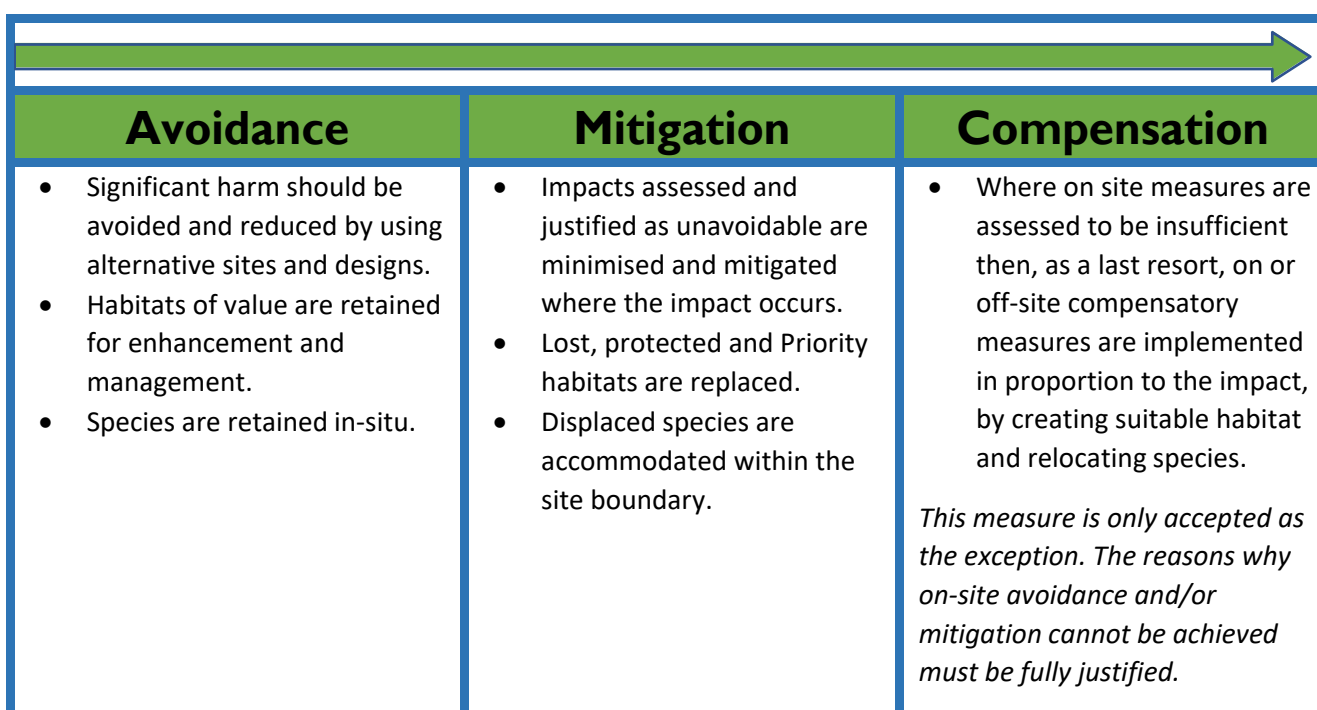 Avoidance
• Significant harm should be
avoided and reduced by using
alternative sites and designs.
• Habitats of value are retained
for enhancement and
management.
• Species are retained in-situ.
Mitigation
• Impacts assessed and
justified as unavoidable are
minimised and mitigated
where the impact occurs.
• Lost, protected and Priority
habitats are replaced.
• Displaced species are
accommodated within the
site boundary.
Compensation
• Where on site measures are
assessed to be insufficient
then, as a last resort, on or
off-site compensatory
measures are implemented
in proportion to the impact,
by creating suitable habitat
and relocating species.
This measure is only accepted as
the exception. The reasons why
on-site avoidance and/or
mitigation cannot be achieved
must be fully justified.